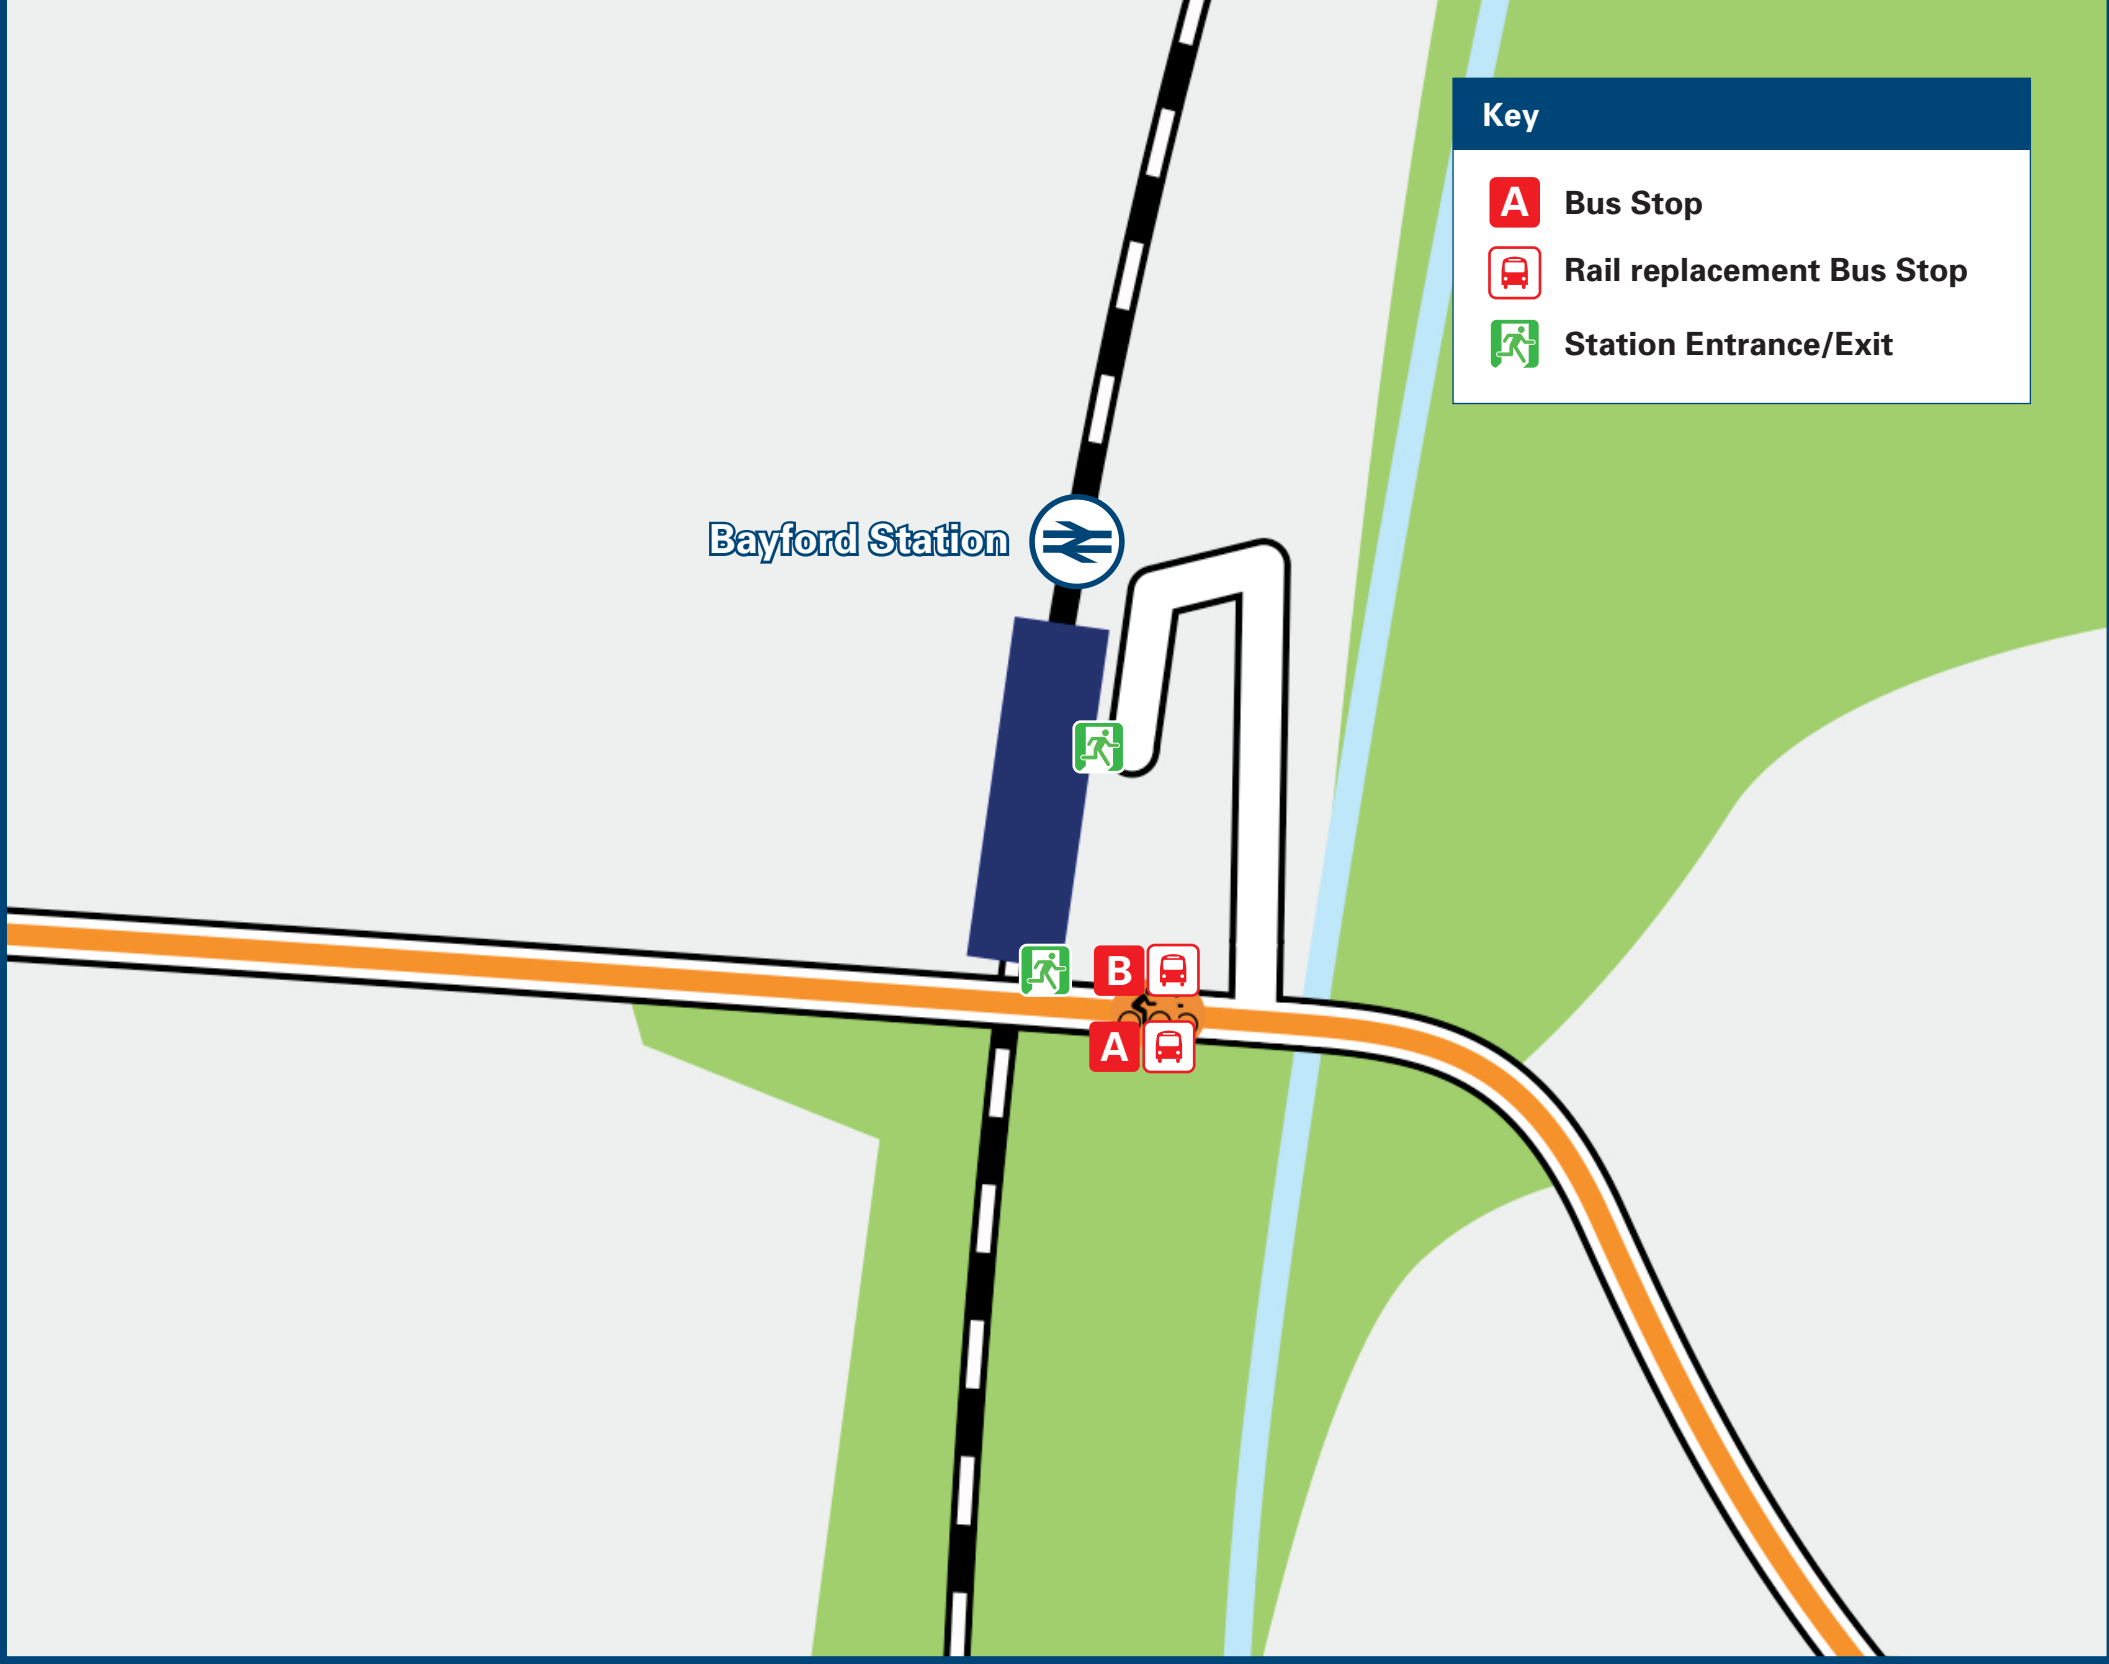 Key
A Bus Stop
Rail replacement Bus Stop
Station Entrance/Exit
Bayford Station
B
A